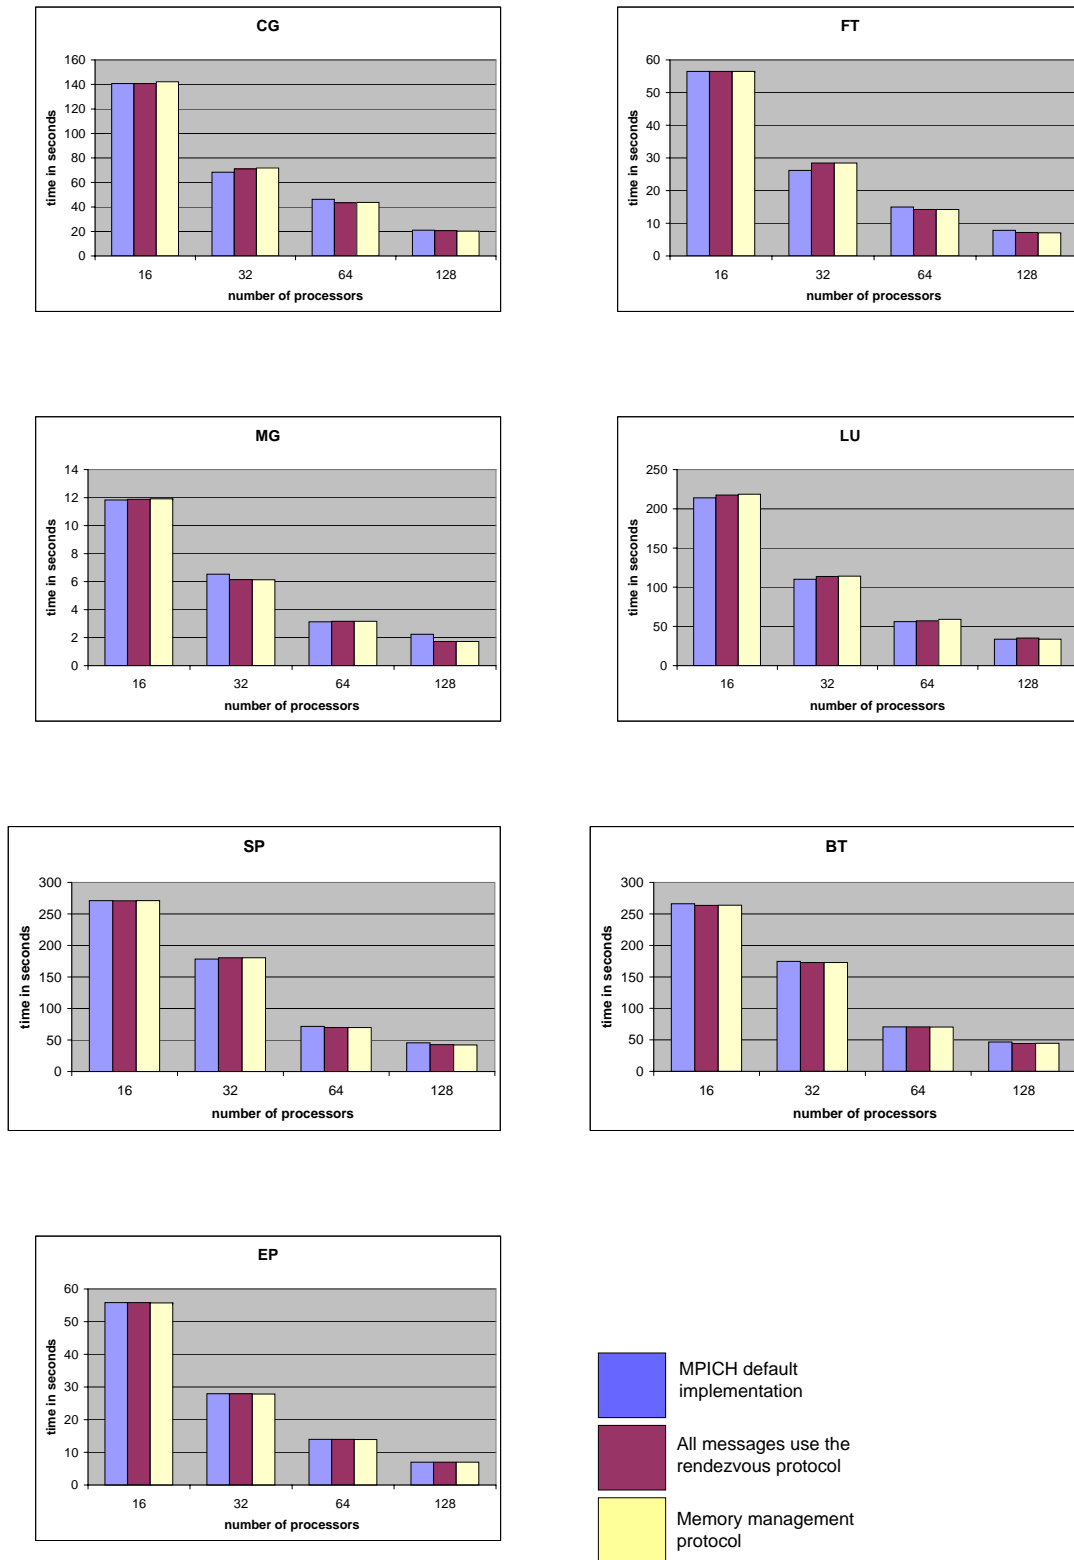 CG
160
140
120
100
80
60
40
20
0
time in seconds
16 32 64 128
number of processors
FT
60
50
40
30
20
10
0
time in seconds
16 32 64 128
number of processors
MG
14
12
10
8
6
4
2
0
time in seconds
16 32 64 128
number of processors
LU
250
200
150
100
50
0
time in seconds
16 32 64 128
number of processors
SP
300
250
200
150
100
50
0
time in seconds
16 32 64 128
number of processors
BT
300
250
200
150
100
50
0
time in seconds
16 32 64 128
number of processors
EP
60
50
40
30
20
10
0
time in seconds
16 32 64 128
number of processors
MPICH default
implementation
All messages use the
rendezvous protocol
Memory management
protocol